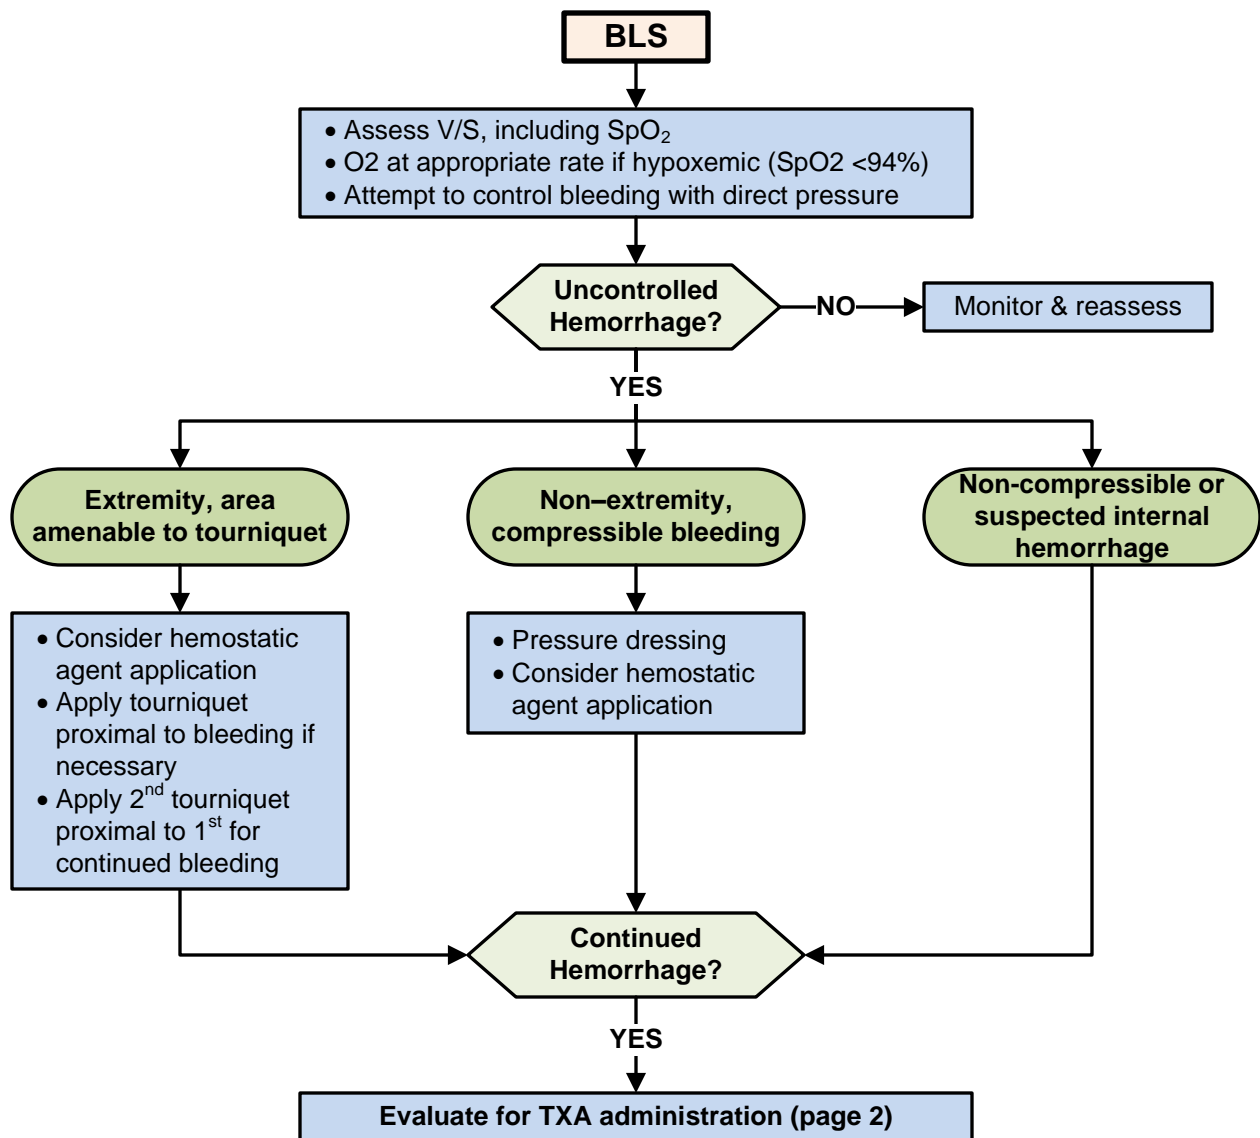 BLS
• Assess V/S, including SpO₂
• O2 at appropriate rate if hypoxemic (SpO2 <94%)
• Attempt to control bleeding with direct pressure
Uncontrolled
Hemorrhage?
NO
Monitor & reassess
YES
Extremity, area
amenable to tourniquet
Non–extremity,
compressible bleeding
Non-compressible or
suspected internal
hemorrhage
• Consider hemostatic
agent application
• Apply tourniquet
proximal to bleeding if
necessary
• Apply 2nd tourniquet
proximal to 1st for
continued bleeding
• Pressure dressing
• Consider hemostatic
agent application
Continued
Hemorrhage?
YES
Evaluate for TXA administration (page 2)